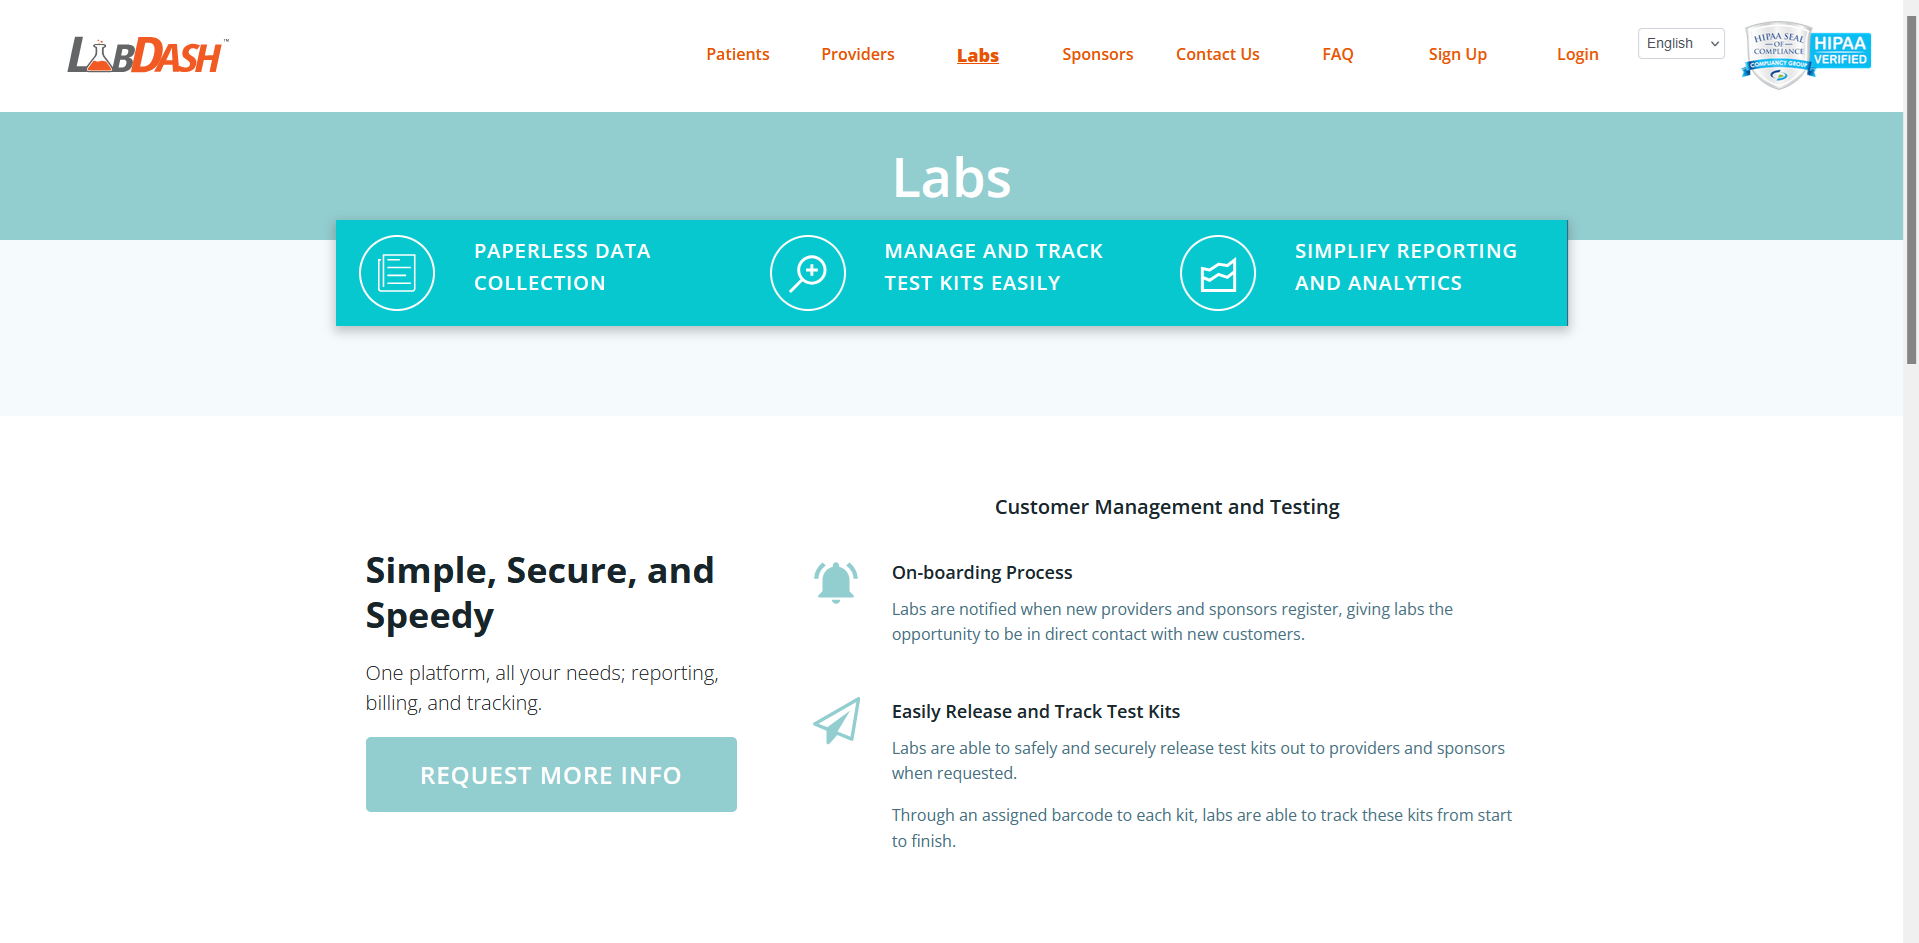 LABDASH™
Patients
Providers
Labs
Sponsors
Contact Us
FAQ
Sign Up
Login
English
HIPAA SEAL
OF
COMPLIANCE
COMPLIANCY GROUP
HIPAA
VERIFIED
Labs
PAPERLESS DATA
COLLECTION
MANAGE AND TRACK
TEST KITS EASILY
SIMPLIFY REPORTING
AND ANALYTICS
Simple, Secure, and
Speedy
One platform, all your needs; reporting,
billing, and tracking.
REQUEST MORE INFO
Customer Management and Testing
On-boarding Process
Labs are notified when new providers and sponsors register, giving labs the
opportunity to be in direct contact with new customers.
Easily Release and Track Test Kits
Labs are able to safely and securely release test kits out to providers and sponsors
when requested.
Through an assigned barcode to each kit, labs are able to track these kits from start
to finish.